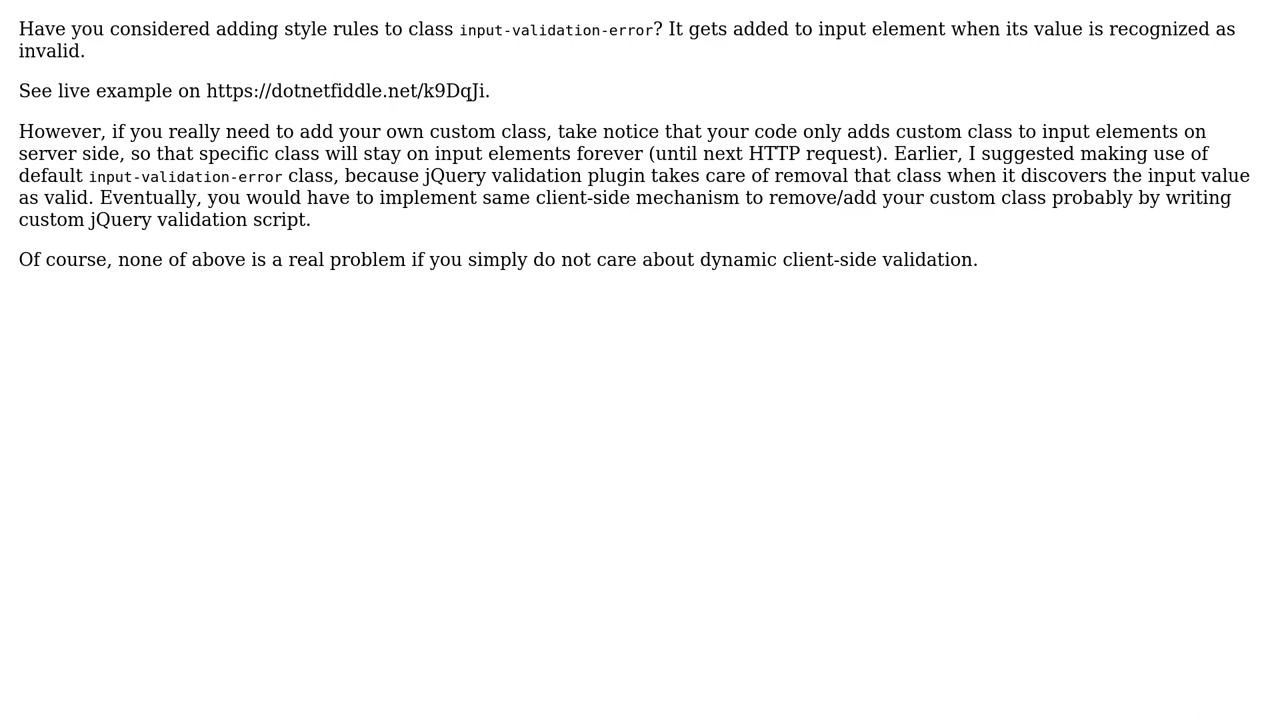 Have you considered adding style rules to class input-validation-error? It gets added to input element when its value is recognized as
invalid.
See live example on https://dotnetfiddle.net/k9DqJi.
However, if you really need to add your own custom class, take notice that your code only adds custom class to input elements on
server side, so that specific class will stay on input elements forever (until next HTTP request). Earlier, I suggested making use of
default input-validation-error class, because jQuery validation plugin takes care of removal that class when it discovers the input value
as valid. Eventually, you would have to implement same client-side mechanism to remove/add your custom class probably by writing
custom jQuery validation script.
Of course, none of above is a real problem if you simply do not care about dynamic client-side validation.